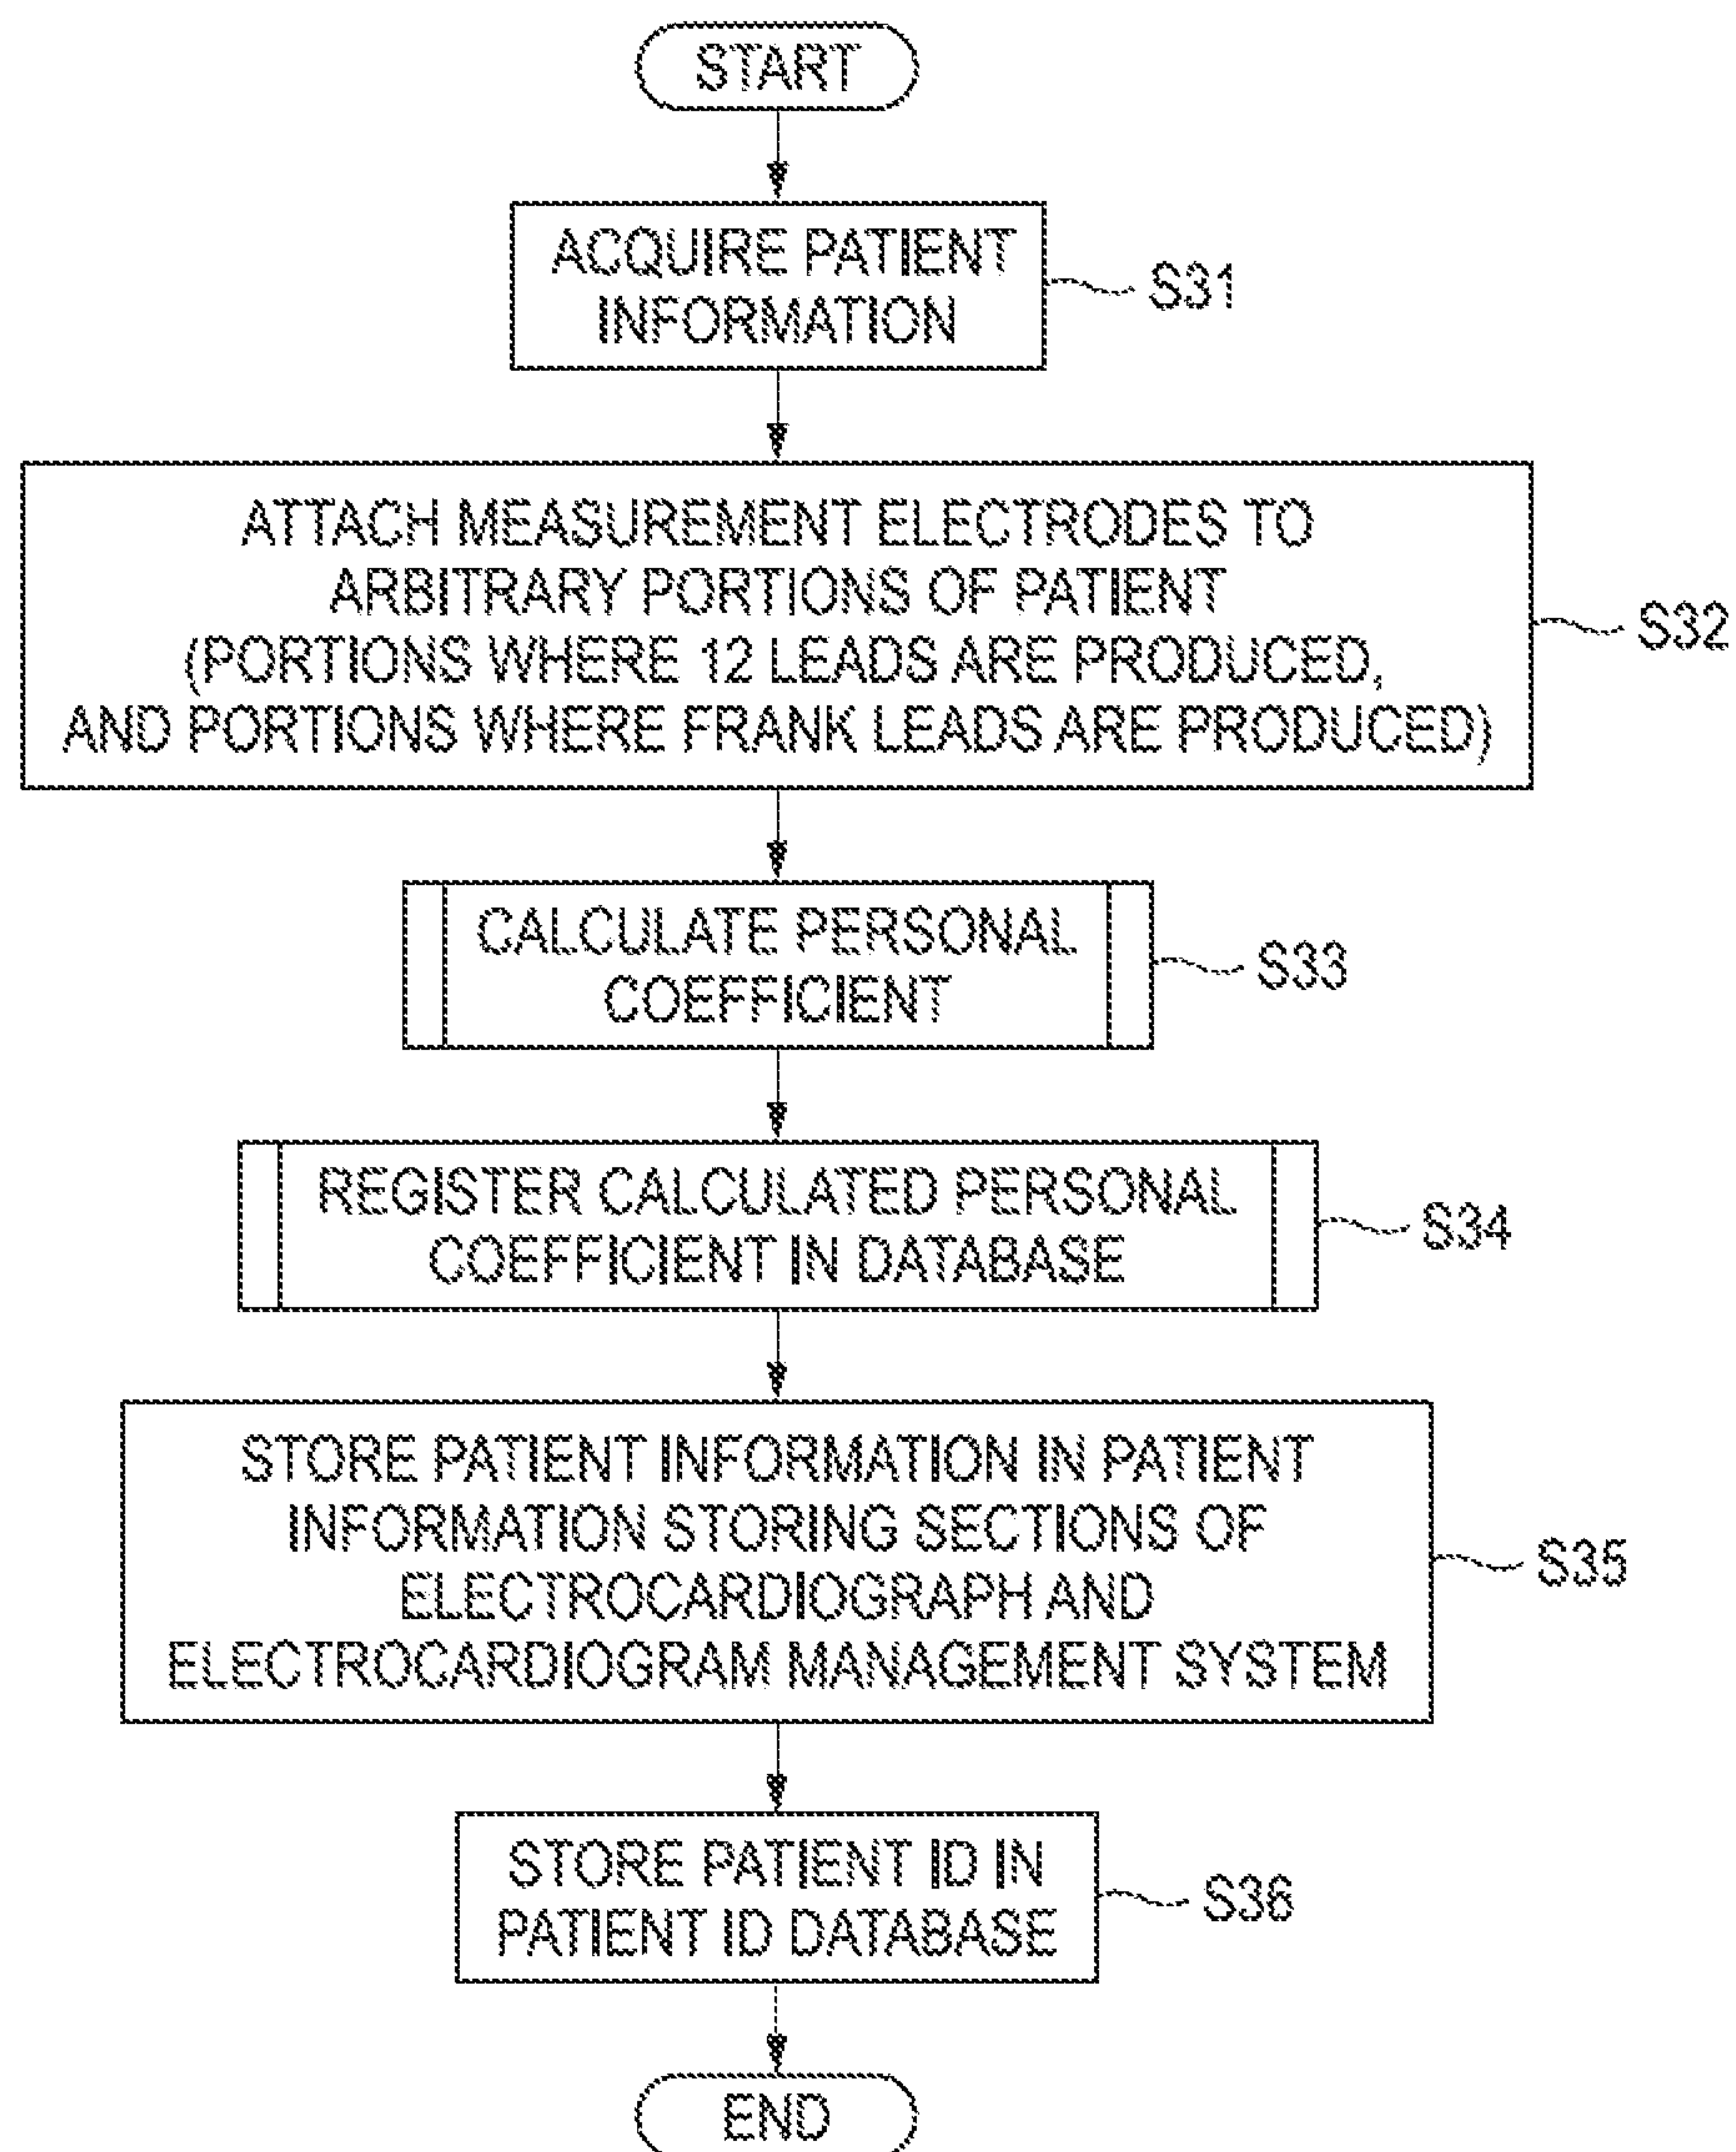 START
ACQUIRE PATIENT
INFORMATION
S31
ATTACH MEASUREMENT ELECTRODES TO
ARBITRARY PORTIONS OF PATIENT
(PORTIONS WHERE 12 LEADS ARE PRODUCED,
AND PORTIONS WHERE FRANK LEADS ARE PRODUCED)
S32
CALCULATE PERSONAL
COEFFICIENT
S33
REGISTER CALCULATED PERSONAL
COEFFICIENT IN DATABASE
S34
STORE PATIENT INFORMATION IN PATIENT
INFORMATION STORING SECTIONS OF
ELECTROCARDIOGRAPH AND
ELECTROCARDIOGRAM MANAGEMENT SYSTEM
S35
STORE PATIENT ID IN
PATIENT ID DATABASE
S36
END